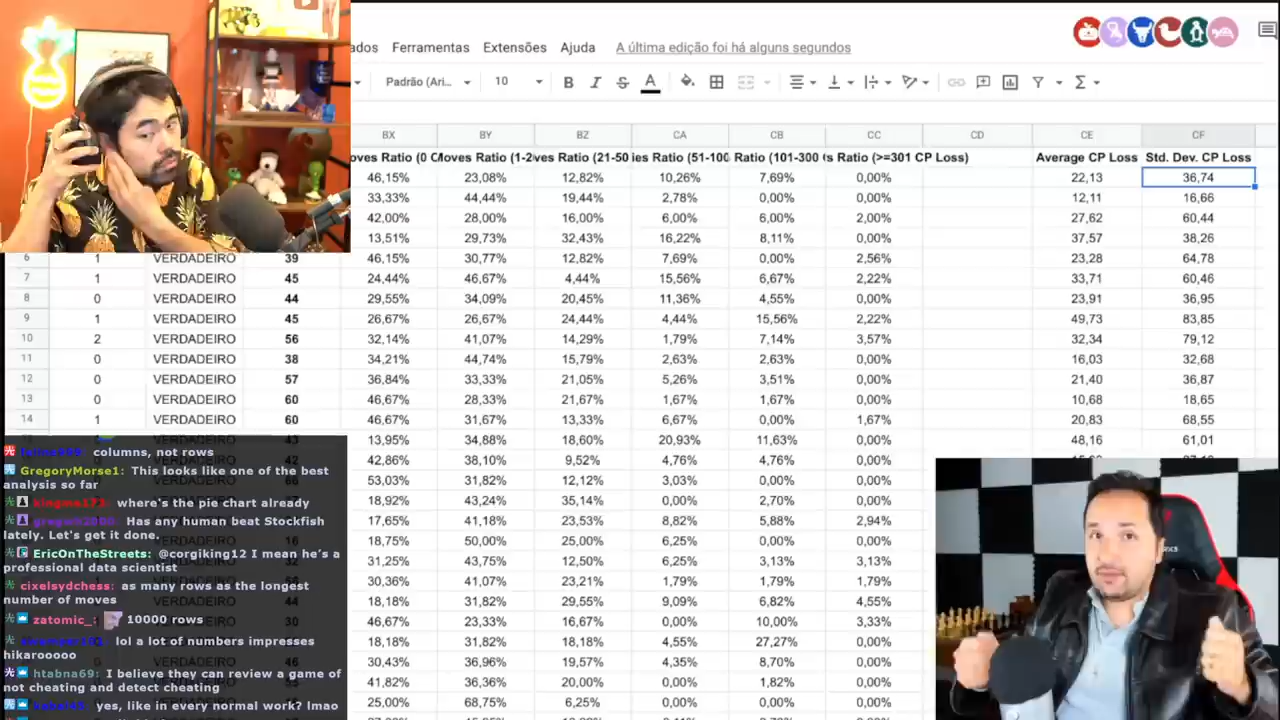 ados Ferramentas Extensões Ajuda A última edição foi há alguns segundos
Padrão (Ari... 10 B I S A Σ
BX BY BZ CA CB CC CD CE CF
oves Ratio (0 C oves Ratio (1-2 ves Ratio (21-50 ies Ratio (51-100 Ratio (101-300 s Ratio (>=301 CP Loss) Average CP Loss Std. Dev. CP Loss
46,15% 23,08% 12,82% 10,26% 7,69% 0,00% 22,13 36,74
33,33% 44,44% 19,44% 2,78% 0,00% 0,00% 12,11 16,66
42,00% 28,00% 16,00% 6,00% 6,00% 2,00% 27,62 60,44
13,51% 29,73% 32,43% 16,22% 8,11% 0,00% 37,57 38,26
6 1 VERDADEIRO 39 46,15% 30,77% 12,82% 7,69% 0,00% 2,56% 23,28 64,78
7 1 VERDADEIRO 45 24,44% 46,67% 4,44% 15,56% 6,67% 2,22% 33,71 60,46
8 0 VERDADEIRO 44 29,55% 34,09% 20,45% 11,36% 4,55% 0,00% 23,91 36,95
9 1 VERDADEIRO 45 26,67% 26,67% 24,44% 4,44% 15,56% 2,22% 49,73 83,85
10 2 VERDADEIRO 56 32,14% 41,07% 14,29% 1,79% 7,14% 3,57% 32,34 79,12
11 0 VERDADEIRO 38 34,21% 44,74% 15,79% 2,63% 2,63% 0,00% 16,03 32,68
12 0 VERDADEIRO 57 36,84% 33,33% 21,05% 5,26% 3,51% 0,00% 21,40 36,87
13 0 VERDADEIRO 60 46,67% 28,33% 21,67% 1,67% 1,67% 0,00% 10,68 18,65
14 1 VERDADEIRO 60 46,67% 31,67% 13,33% 6,67% 0,00% 1,67% 20,83 68,55
13,95% 34,88% 18,60% 20,93% 11,63% 0,00% 48,16 61,01
42,86% 38,10% 9,52% 4,76% 4,76% 0,00%
53,03% 31,82% 12,12% 3,03% 0,00% 0,00%
18,92% 43,24% 35,14% 0,00% 2,70% 0,00%
17,65% 41,18% 23,53% 8,82% 5,88% 2,94%
18,75% 50,00% 25,00% 6,25% 0,00% 0,00%
31,25% 43,75% 12,50% 6,25% 3,13% 3,13%
30,36% 41,07% 23,21% 1,79% 1,79% 1,79%
18,18% 31,82% 29,55% 9,09% 6,82% 4,55%
46,67% 23,33% 16,67% 0,00% 10,00% 3,33%
18,18% 31,82% 18,18% 4,55% 27,27% 0,00%
30,43% 36,96% 19,57% 4,35% 8,70% 0,00%
41,82% 36,36% 20,00% 0,00% 1,82% 0,00%
25,00% 68,75% 6,25% 0,00% 0,00% 0,00%
columns, not rows
GregoryMorse1: This looks like one of the best
analysis so far
where's the pie chart already
Has any human beat Stockfish
lately. Let's get it done.
EricOnTheStreets: @corgiking12 I mean he's a
professional data scientist
cixelsydchess: as many rows as the longest
number of moves
zatomic_: 10000 rows
lol a lot of numbers impresses
hikarooooo
htabna69: I believe they can review a game of
not cheating and detect cheating
yes, like in every normal work? lmao